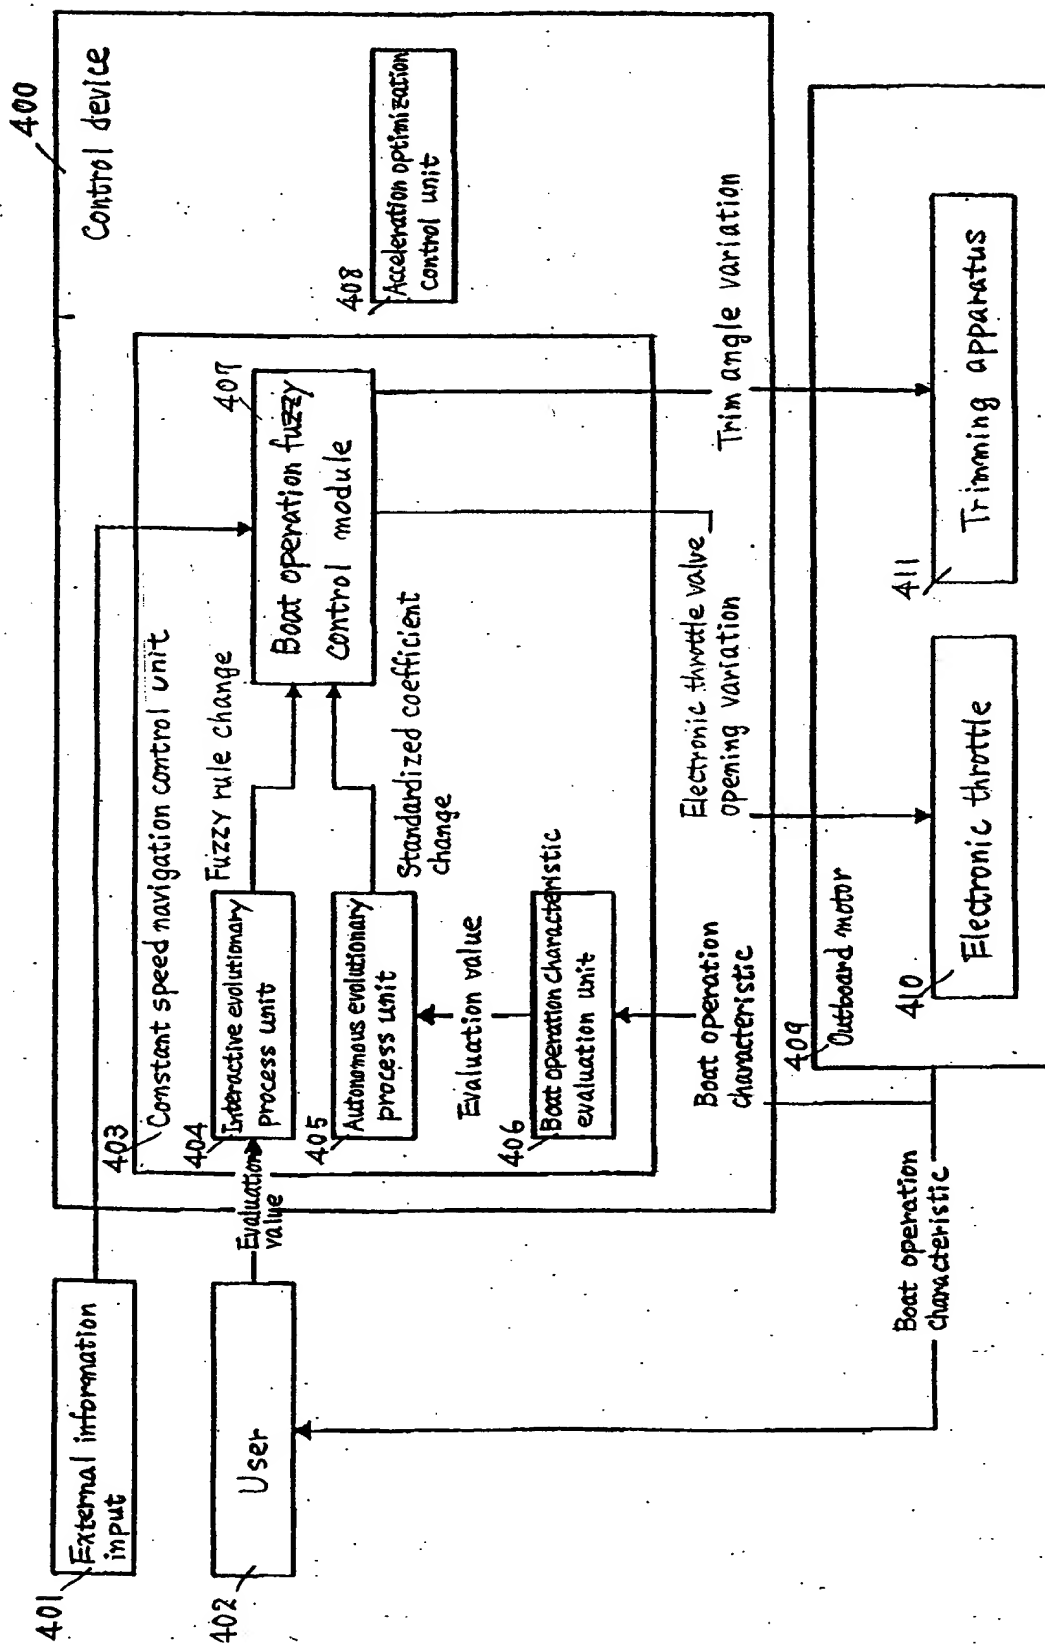 400
Control device
401
External information
input
402
User
Evaluation
value
403
Constant speed navigation control unit
404
Interactive evolutionary
process unit
Fuzzy rule change
405
Autonomous evolutionary
process unit
Standardized coefficient
change
Evaluation value
406
Boat operation characteristic
evaluation unit
407
Boat operation fuzzy
control module
408
Acceleration optimization
control unit
Boat operation
characteristic
Electronic throttle valve
opening variation
Trim angle variation
Boat operation
characteristic
409
Outboard motor
410
Electronic throttle
411
Trimming apparatus